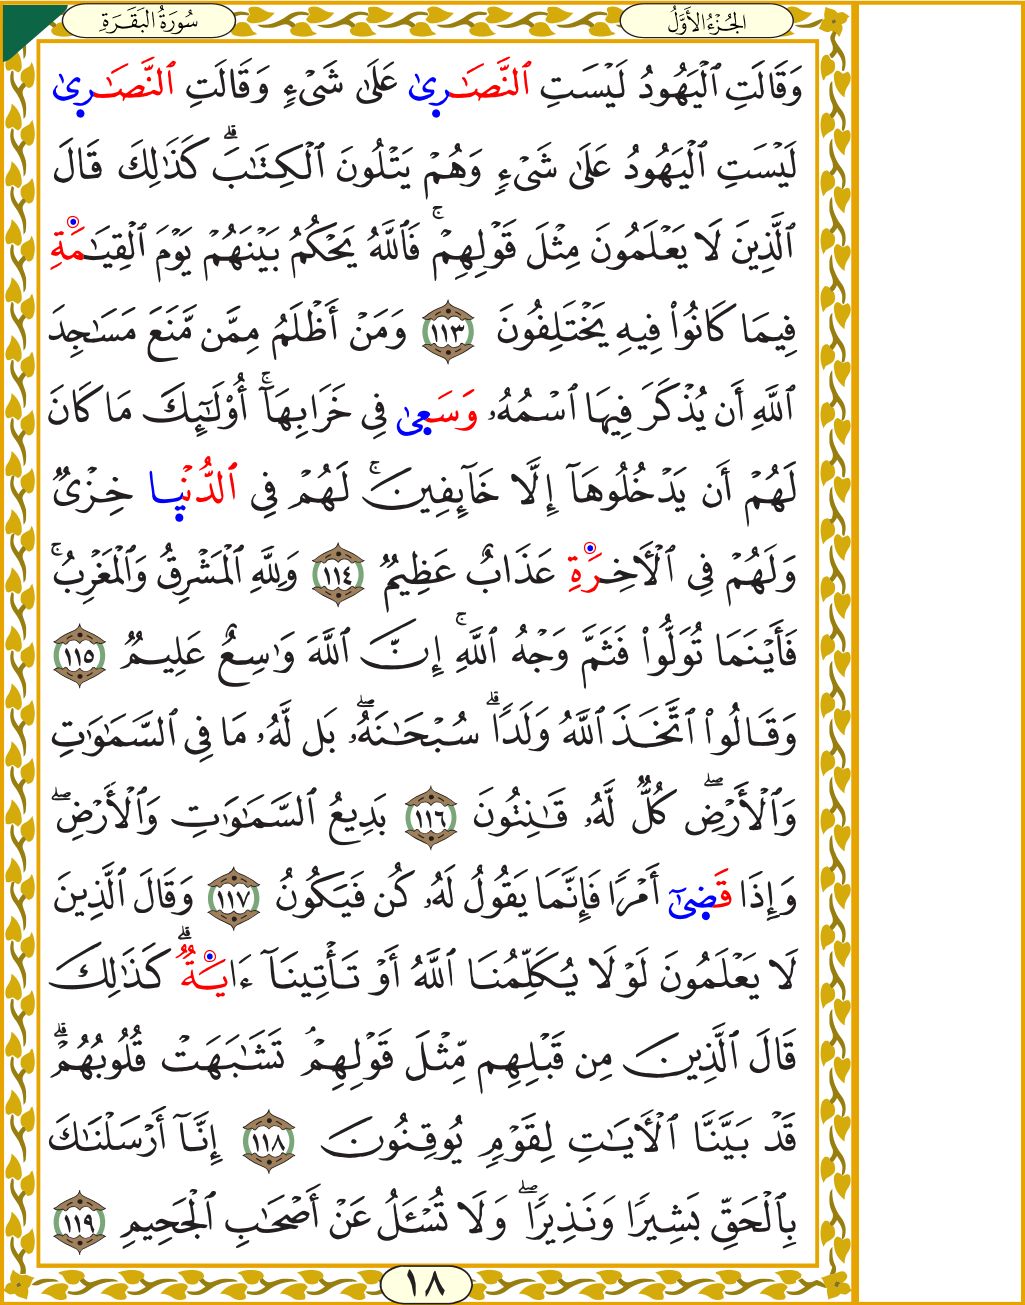 الجُزْءُ الأَوَّلُ
سُورَةُ البَقَرَةِ
وَقَالَتِ ٱلْيَهُودُ لَيْسَتِ ٱلنَّصَـٰرِىٰ عَلَىٰ شَىْءٍ وَقَالَتِ ٱلنَّصَـٰرِىٰ
لَيْسَتِ ٱلْيَهُودُ عَلَىٰ شَىْءٍ وَهُمْ يَتْلُونَ ٱلْكِتَـٰبَ ۗ كَذَٰلِكَ قَالَ
ٱلَّذِينَ لَا يَعْلَمُونَ مِثْلَ قَوْلِهِمْ ۚ فَٱللَّهُ يَحْكُمُ بَيْنَهُمْ يَوْمَ ٱلْقِيَـٰمَةِ
فِيمَا كَانُوا۟ فِيهِ يَخْتَلِفُونَ ١١٣ وَمَنْ أَظْلَمُ مِمَّن مَّنَعَ مَسَـٰجِدَ
ٱللَّهِ أَن يُذْكَرَ فِيهَا ٱسْمُهُۥ وَسَعِىٰ فِى خَرَابِهَآ ۚ أُو۟لَـٰٓئِكَ مَا كَانَ
لَهُمْ أَن يَدْخُلُوهَآ إِلَّا خَآئِفِينَ ۚ لَهُمْ فِى ٱلدُّنْيِا خِزْىٌ
وَلَهُمْ فِى ٱلْـَٔاخِرَةِ عَذَابٌ عَظِيمٌ ١١٤ وَلِلَّهِ ٱلْمَشْرِقُ وَٱلْمَغْرِبُ ۚ
فَأَيْنَمَا تُوَلُّوا۟ فَثَمَّ وَجْهُ ٱللَّهِ ۚ إِنَّ ٱللَّهَ وَٰسِعٌ عَلِيمٌ ١١٥
وَقَالُوا۟ ٱتَّخَذَ ٱللَّهُ وَلَدًا ۗ سُبْحَـٰنَهُۥ ۖ بَل لَّهُۥ مَا فِى ٱلسَّمَـٰوَٰتِ
وَٱلْأَرْضِ ۖ كُلٌّ لَّهُۥ قَـٰنِتُونَ ١١٦ بَدِيعُ ٱلسَّمَـٰوَٰتِ وَٱلْأَرْضِ ۖ
وَإِذَا قَضِىٰٓ أَمْرًا فَإِنَّمَا يَقُولُ لَهُۥ كُن فَيَكُونُ ١١٧ وَقَالَ ٱلَّذِينَ
لَا يَعْلَمُونَ لَوْلَا يُكَلِّمُنَا ٱللَّهُ أَوْ تَأْتِينَآ ءَايَةٌ ۗ كَذَٰلِكَ
قَالَ ٱلَّذِينَ مِن قَبْلِهِم مِّثْلَ قَوْلِهِمْ ۘ تَشَـٰبَهَتْ قُلُوبُهُمْ ۗ
قَدْ بَيَّنَّا ٱلْـَٔايَـٰتِ لِقَوْمٍ يُوقِنُونَ ١١٨ إِنَّآ أَرْسَلْنَـٰكَ
بِٱلْحَقِّ بَشِيرًا وَنَذِيرًا ۖ وَلَا تُسْـَٔلُ عَنْ أَصْحَـٰبِ ٱلْجَحِيمِ ١١٩
١٨